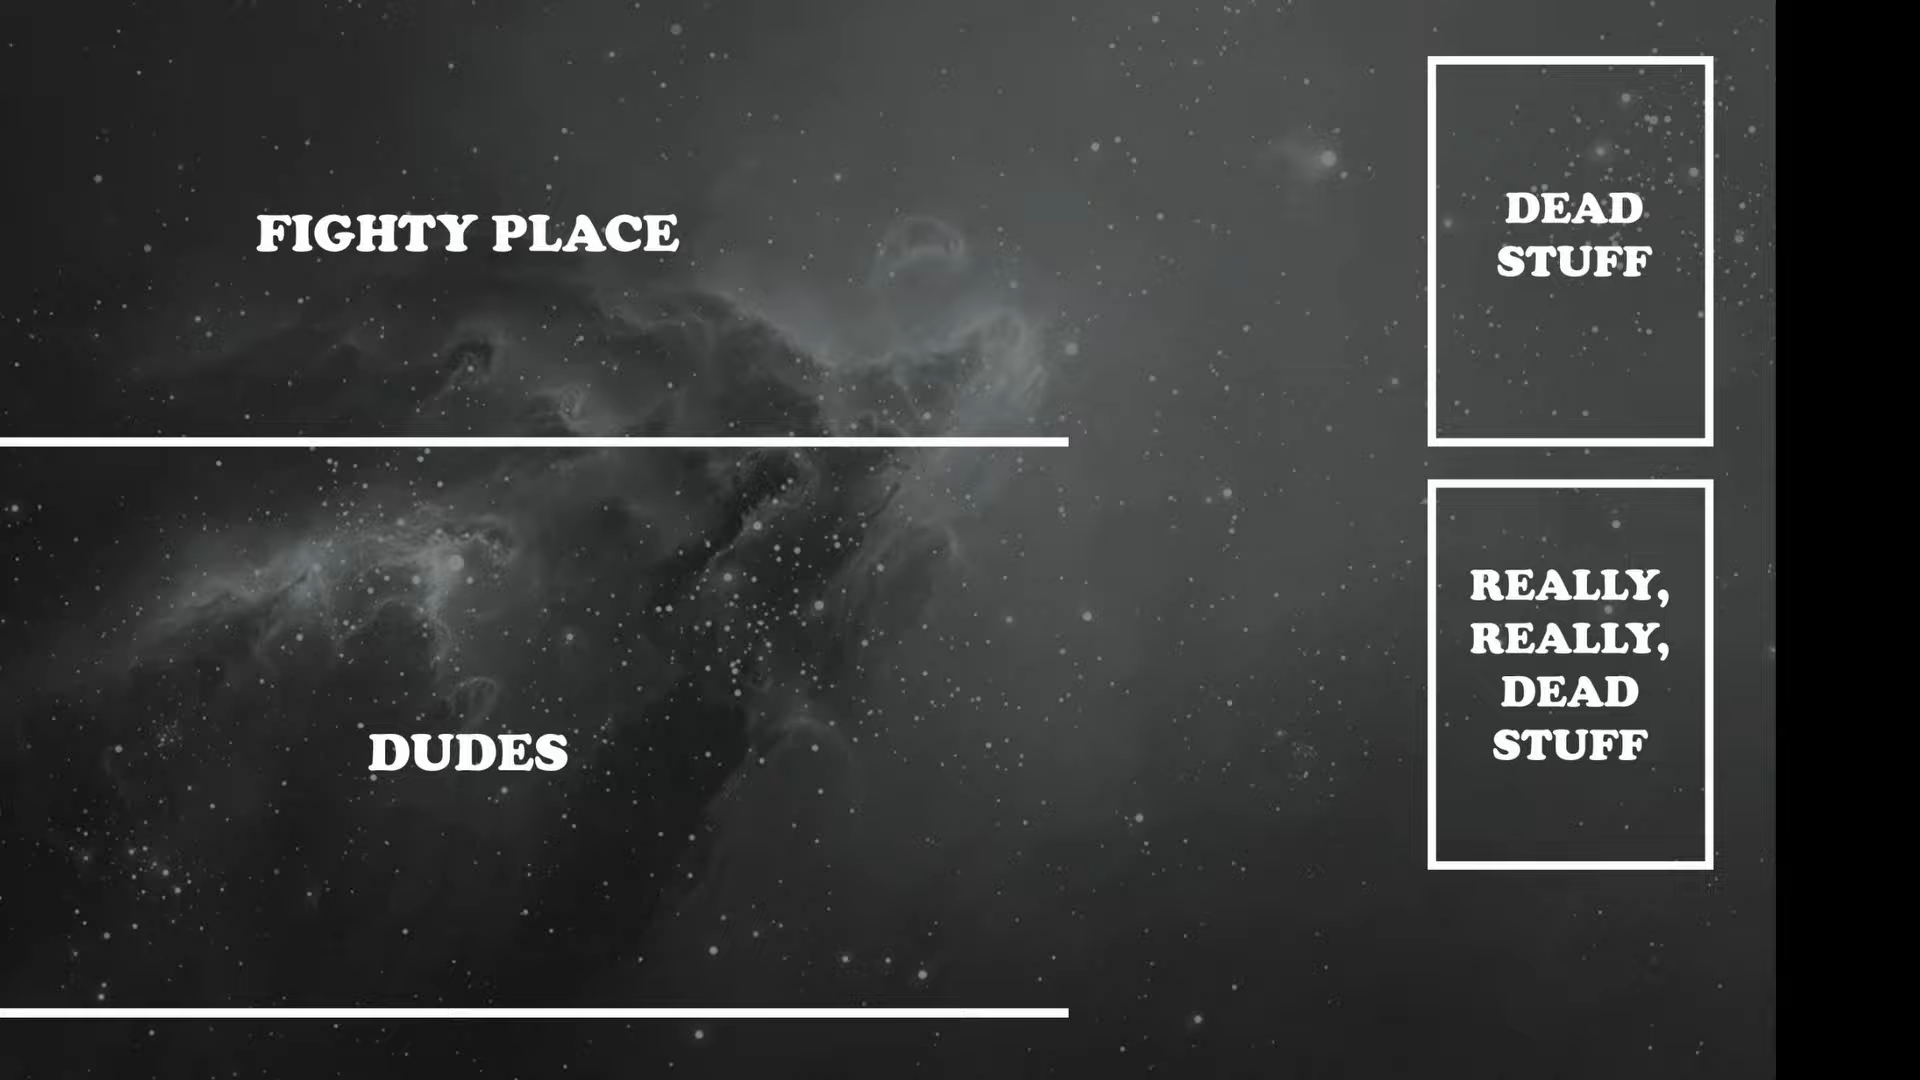 FIGHTY PLACE
DUDES
DEAD
STUFF
REALLY,
REALLY,
DEAD
STUFF